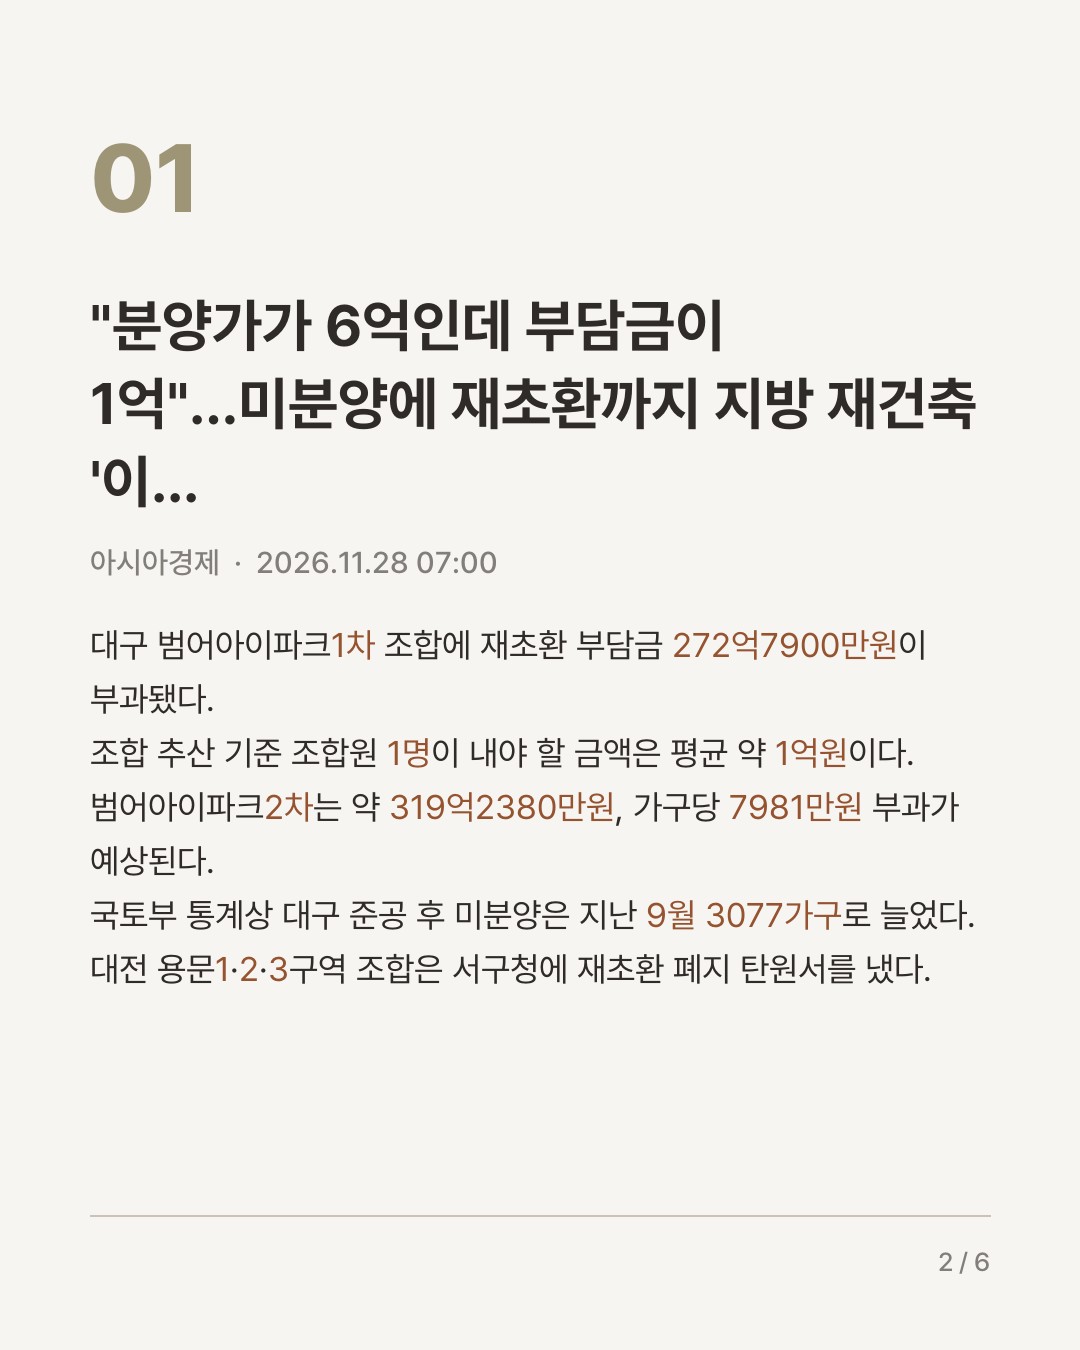 01
"분양가가 6억인데 부담금이
1억"...미분양에 재초환까지 지방 재건축
'이...
아시아경제 · 2026.11.28 07:00
대구 범어아이파크1차 조합에 재초환 부담금 272억7900만원이
부과됐다.
조합 추산 기준 조합원 1명이 내야 할 금액은 평균 약 1억원이다.
범어아이파크2차는 약 319억2380만원, 가구당 7981만원 부과가
예상된다.
국토부 통계상 대구 준공 후 미분양은 지난 9월 3077가구로 늘었다.
대전 용문1·2·3구역 조합은 서구청에 재초환 폐지 탄원서를 냈다.
2 / 6